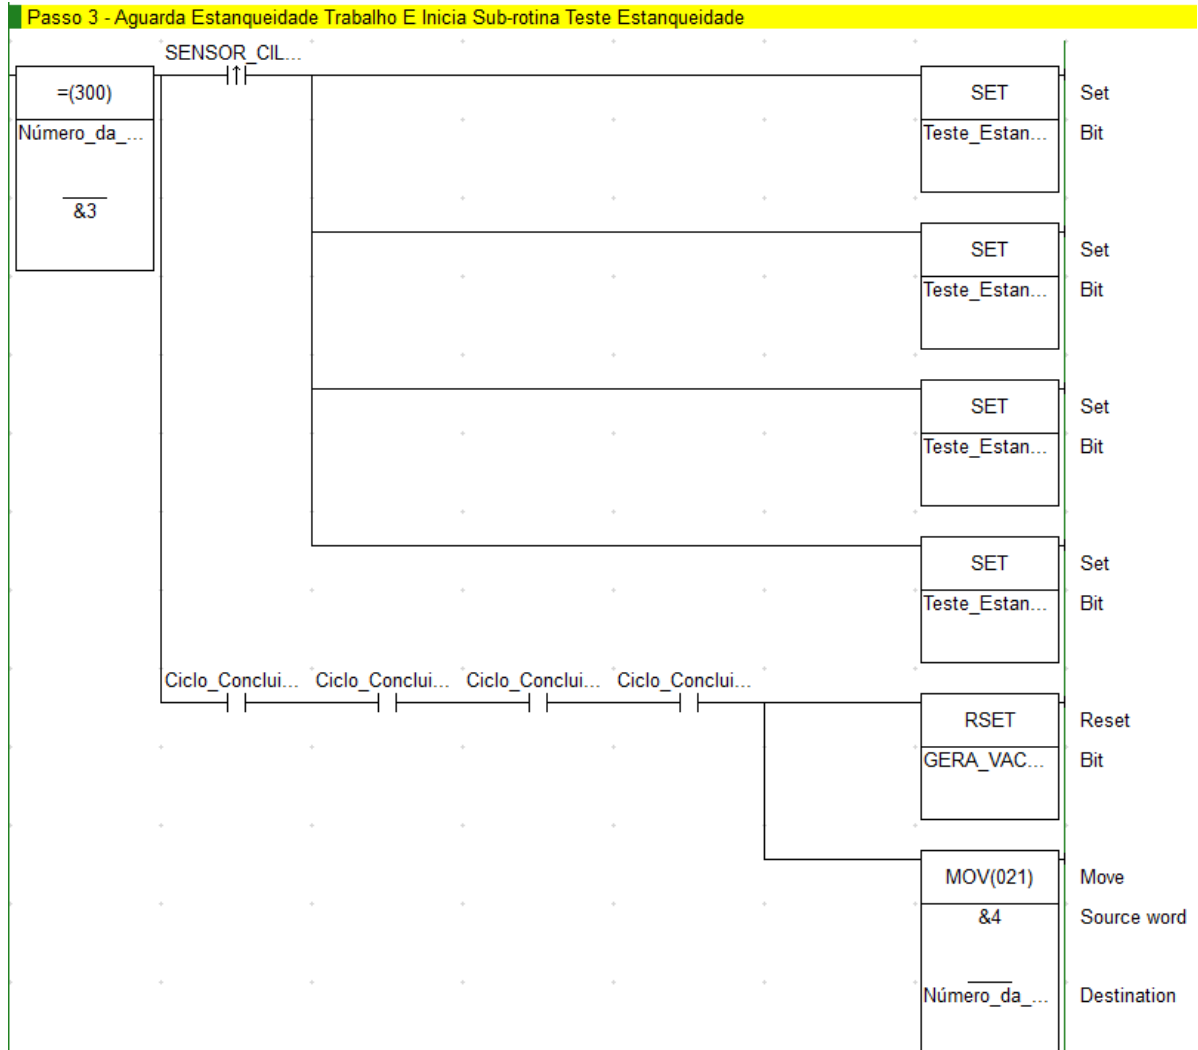 Passo 3 - Aguarda Estanqueidade Trabalho E Inicia Sub-rotina Teste Estanqueidade
SENSOR_CIL...
=(300)
Número_da_...
&3
SET
Set
Teste_Estan...
Bit
SET
Set
Teste_Estan...
Bit
SET
Set
Teste_Estan...
Bit
SET
Set
Teste_Estan...
Bit
Ciclo_Conclui... Ciclo_Conclui... Ciclo_Conclui... Ciclo_Conclui...
RSET
Reset
GERA_VAC...
Bit
MOV(021)
Move
&4
Source word
Número_da_...
Destination